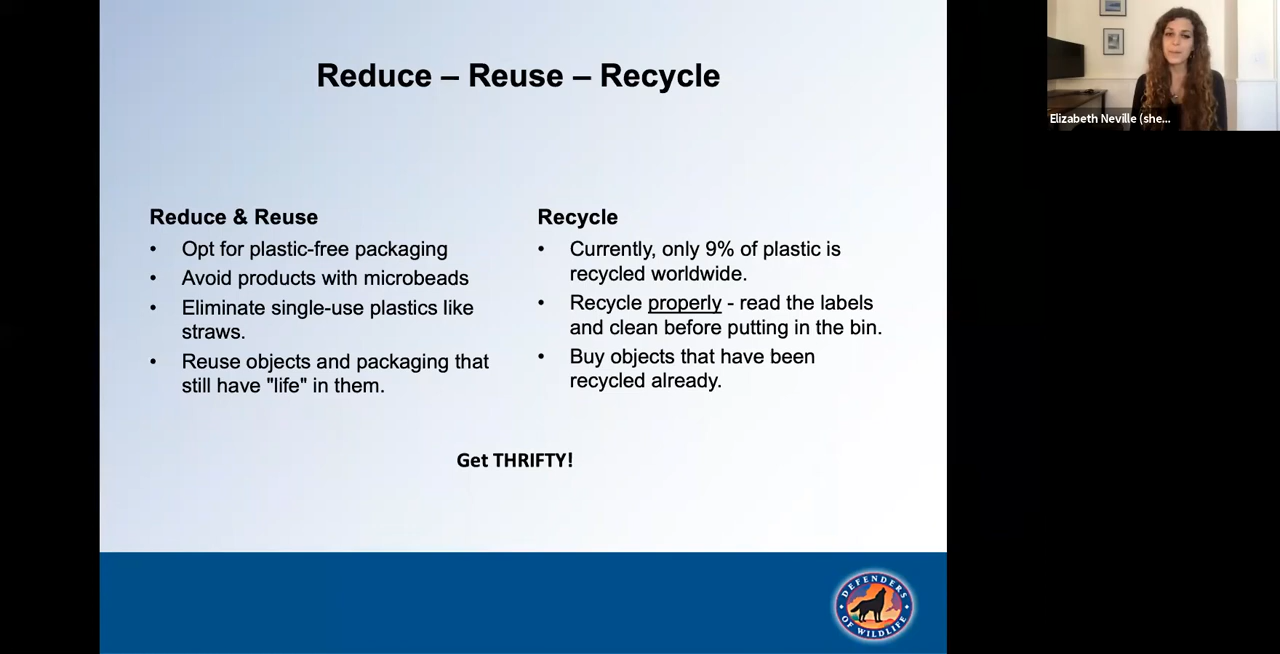 Reduce – Reuse – Recycle
Elizabeth Neville (she...
Reduce & Reuse
• Opt for plastic-free packaging
• Avoid products with microbeads
• Eliminate single-use plastics like
straws.
• Reuse objects and packaging that
still have "life" in them.
Recycle
• Currently, only 9% of plastic is
recycled worldwide.
• Recycle properly - read the labels
and clean before putting in the bin.
• Buy objects that have been
recycled already.
Get THRIFTY!
DEFENDERS
OF WILDLIFE